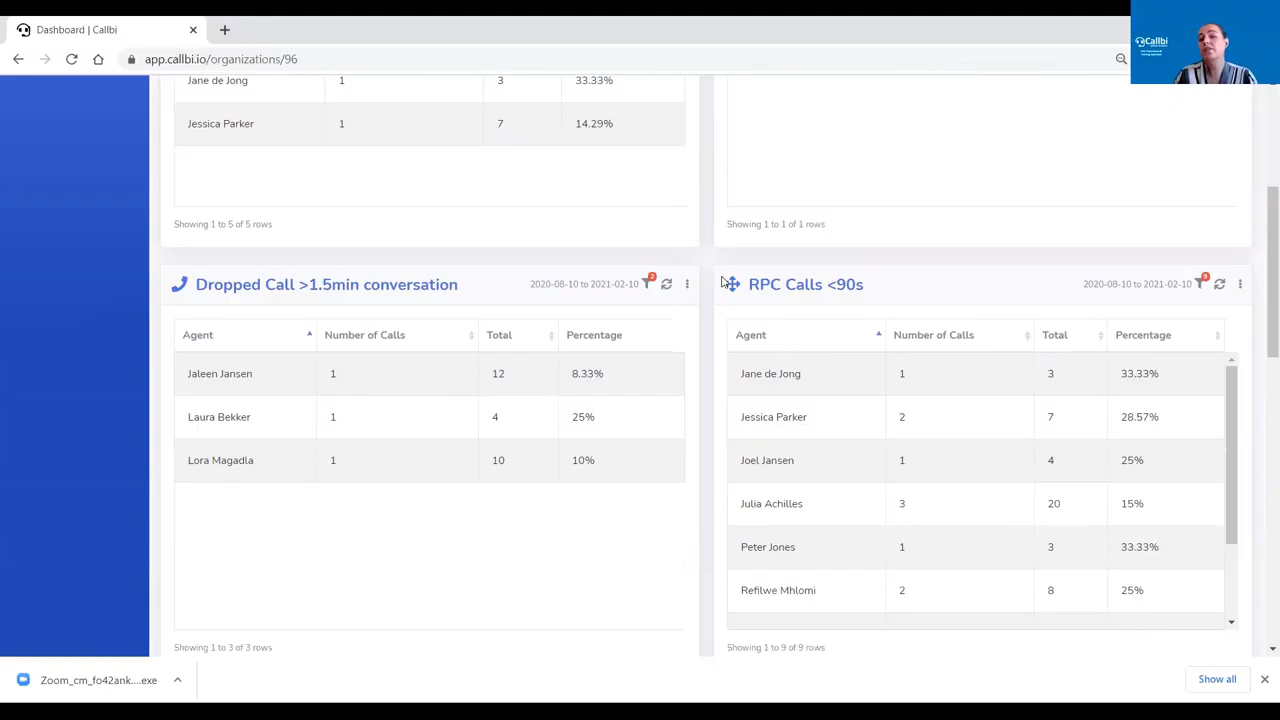 Dashboard | Callbi
app.callbi.io/organizations/96
Callbi
Jane de Jong 1 3 33.33%
Jessica Parker 1 7 14.29%
Showing 1 to 5 of 5 rows
Showing 1 to 1 of 1 rows
Dropped Call >1.5min conversation 2020-08-10 to 2021-02-10 2
Agent Number of Calls Total Percentage
Jaleen Jansen 1 12 8.33%
Laura Bekker 1 4 25%
Lora Magadla 1 10 10%
Showing 1 to 3 of 3 rows
RPC Calls <90s 2020-08-10 to 2021-02-10 9
Agent Number of Calls Total Percentage
Jane de Jong 1 3 33.33%
Jessica Parker 2 7 28.57%
Joel Jansen 1 4 25%
Julia Achilles 3 20 15%
Peter Jones 1 3 33.33%
Refilwe Mhlomi 2 8 25%
Showing 1 to 9 of 9 rows
Zoom_cm_fo42ank....exe
Show all